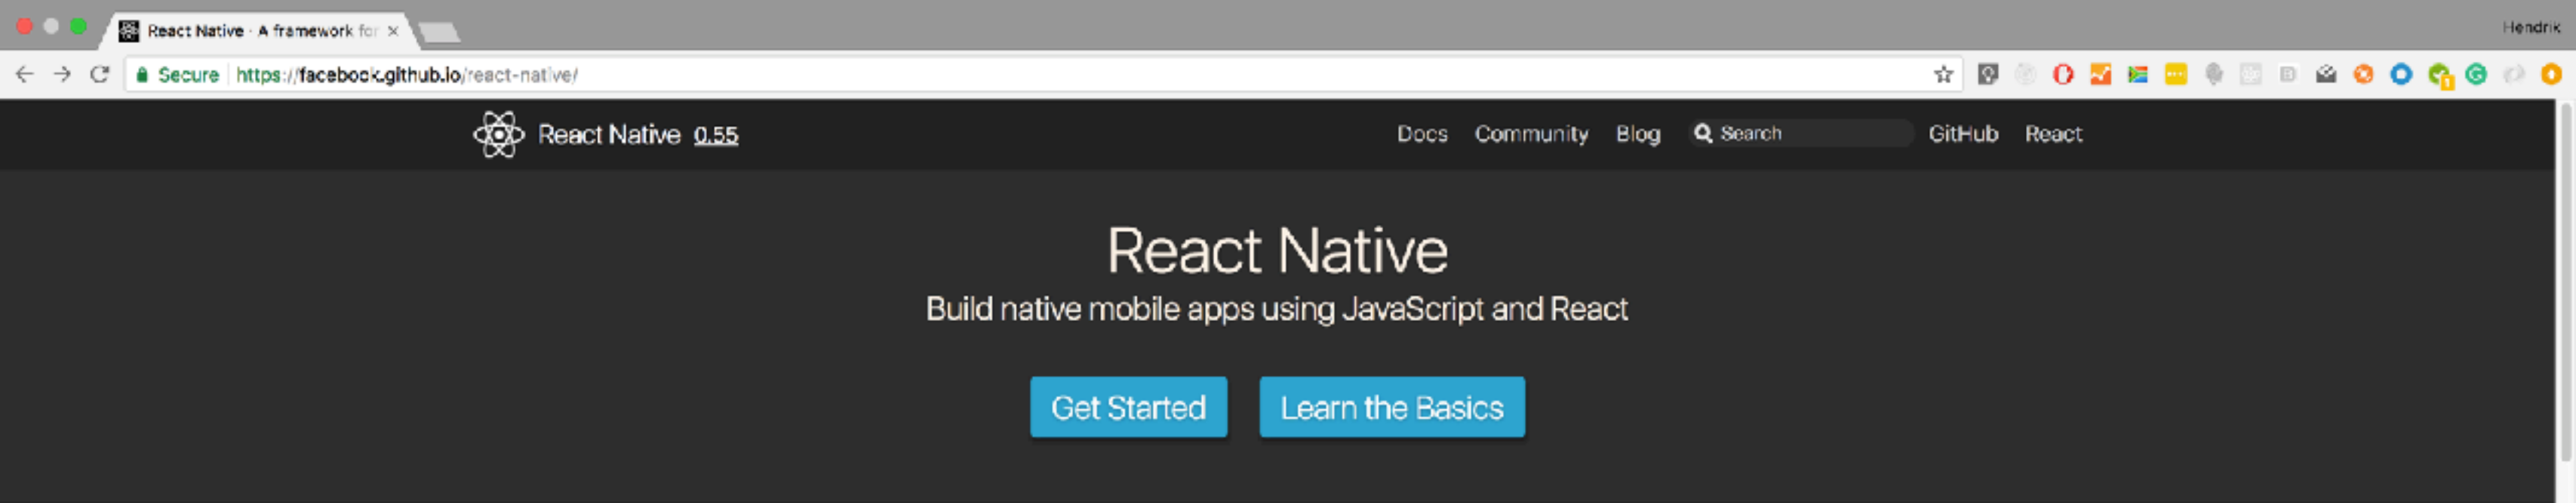 React Native · A framework for
Hendrik
Secure https://facebook.github.io/react-native/
React Native 0.55 Docs Community Blog Search GitHub React
React Native
Build native mobile apps using JavaScript and React
Get Started Learn the Basics